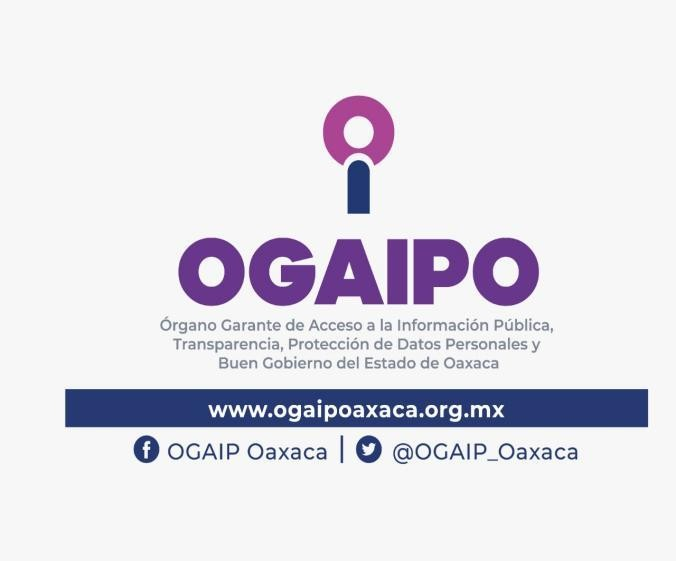 OGAIPO
Órgano Garante de Acceso a la Información Pública,
Transparencia, Protección de Datos Personales y
Buen Gobierno del Estado de Oaxaca
www.ogaipoaxaca.org.mx
OGAIP Oaxaca | @OGAIP_Oaxaca